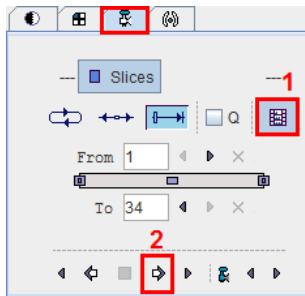 --- Slices ---
1
Q
From 1
To 34
2